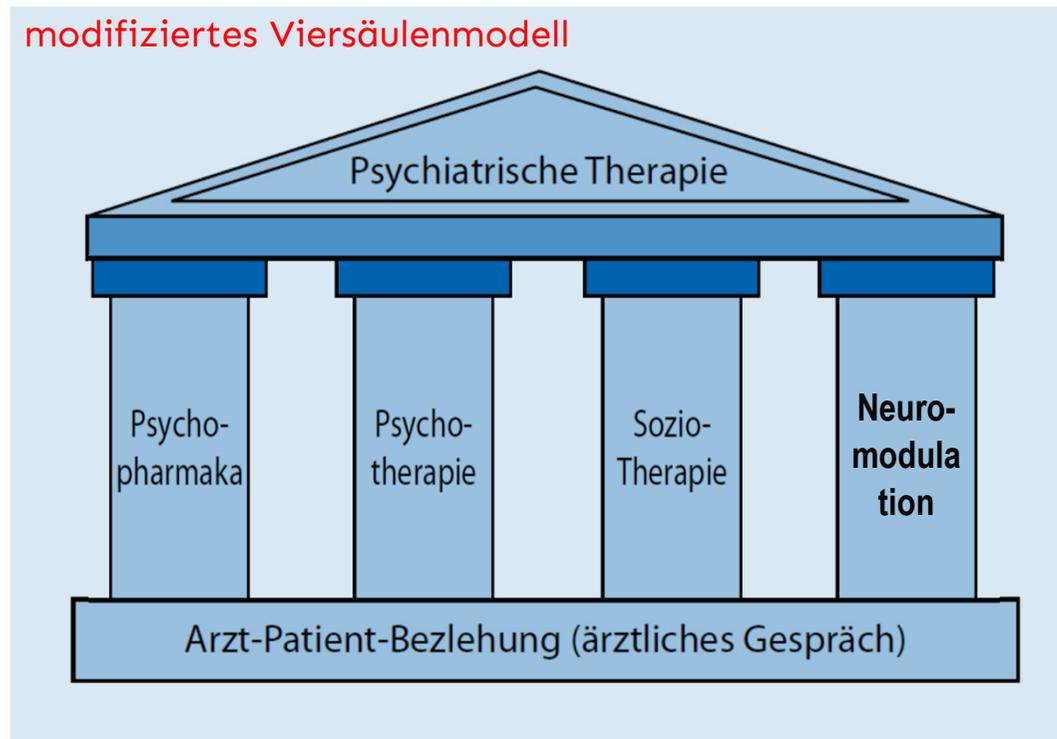 modifiziertes Viersäulenmodell
Psychiatrische Therapie
Psycho-
pharmaka
Psycho-
therapie
Sozio-
Therapie
Neuro-
modula
tion
Arzt-Patient-Bezlehung (ärztliches Gespräch)